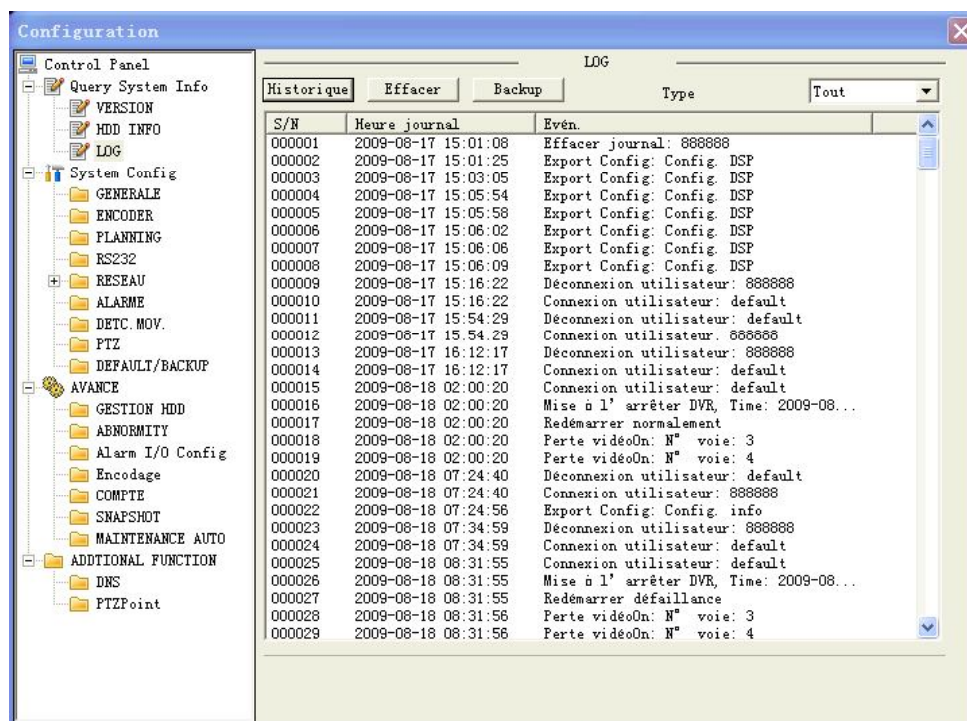 Configuration
Control Panel
Query System Info
VERSION
HDD INFO
LOG
System Config
GENERALE
ENCODER
PLANNING
RS232
RESEAU
ALARME
DETC.MOV.
PTZ
DEFAULT/BACKUP
AVANCE
GESTION HDD
ABNORMITY
Alarm I/O Config
Encodage
COMPTE
SNAPSHOT
MAINTENANCE AUTO
ADDTIONAL FUNCTION
DNS
PTZPoint
LOG
Historique Effacer Backup Type Tout
S/N Heure journal Evén.
000001 2009-08-17 15:01:08 Effacer journal: 888888
000002 2009-08-17 15:01:25 Export Config: Config. DSP
000003 2009-08-17 15:03:05 Export Config: Config. DSP
000004 2009-08-17 15:05:54 Export Config: Config. DSP
000005 2009-08-17 15:05:58 Export Config: Config. DSP
000006 2009-08-17 15:06:02 Export Config: Config. DSP
000007 2009-08-17 15:06:06 Export Config: Config. DSP
000008 2009-08-17 15:06:09 Export Config: Config. DSP
000009 2009-08-17 15:16:22 Déconnexion utilisateur: 888888
000010 2009-08-17 15:16:22 Connexion utilisateur: default
000011 2009-08-17 15:54:29 Déconnexion utilisateur: default
000012 2009-08-17 15:54:29 Connexion utilisateur: 888888
000013 2009-08-17 16:12:17 Déconnexion utilisateur: 888888
000014 2009-08-17 16:12:17 Connexion utilisateur: default
000015 2009-08-18 02:00:20 Connexion utilisateur: default
000016 2009-08-18 02:00:20 Mise à l' arrêter DVR, Time: 2009-08...
000017 2009-08-18 02:00:20 Redémarrer normalement
000018 2009-08-18 02:00:20 Perte vidéoOn: N° voie: 3
000019 2009-08-18 02:00:20 Perte vidéoOn: N° voie: 4
000020 2009-08-18 07:24:40 Déconnexion utilisateur: default
000021 2009-08-18 07:24:40 Connexion utilisateur: 888888
000022 2009-08-18 07:24:56 Export Config: Config. info
000023 2009-08-18 07:34:59 Déconnexion utilisateur: 888888
000024 2009-08-18 07:34:59 Connexion utilisateur: default
000025 2009-08-18 08:31:55 Connexion utilisateur: default
000026 2009-08-18 08:31:55 Mise à l' arrêter DVR, Time: 2009-08...
000027 2009-08-18 08:31:55 Redémarrer défaillance
000028 2009-08-18 08:31:56 Perte vidéoOn: N° voie: 3
000029 2009-08-18 08:31:56 Perte vidéoOn: N° voie: 4